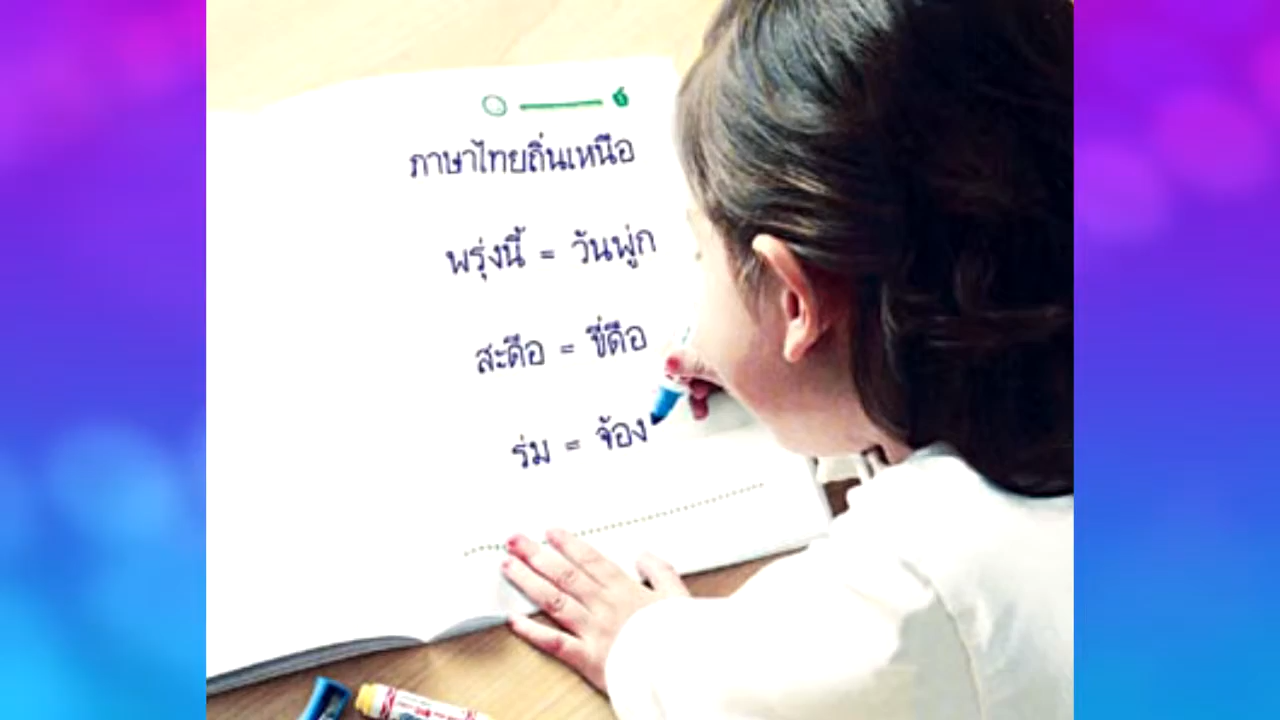 ภาษาไทยถิ่นเหนือ
พรุ่งนี้ = วันพู่ก
สะดือ = ขี่ดือ
ร่ม = จ้อง